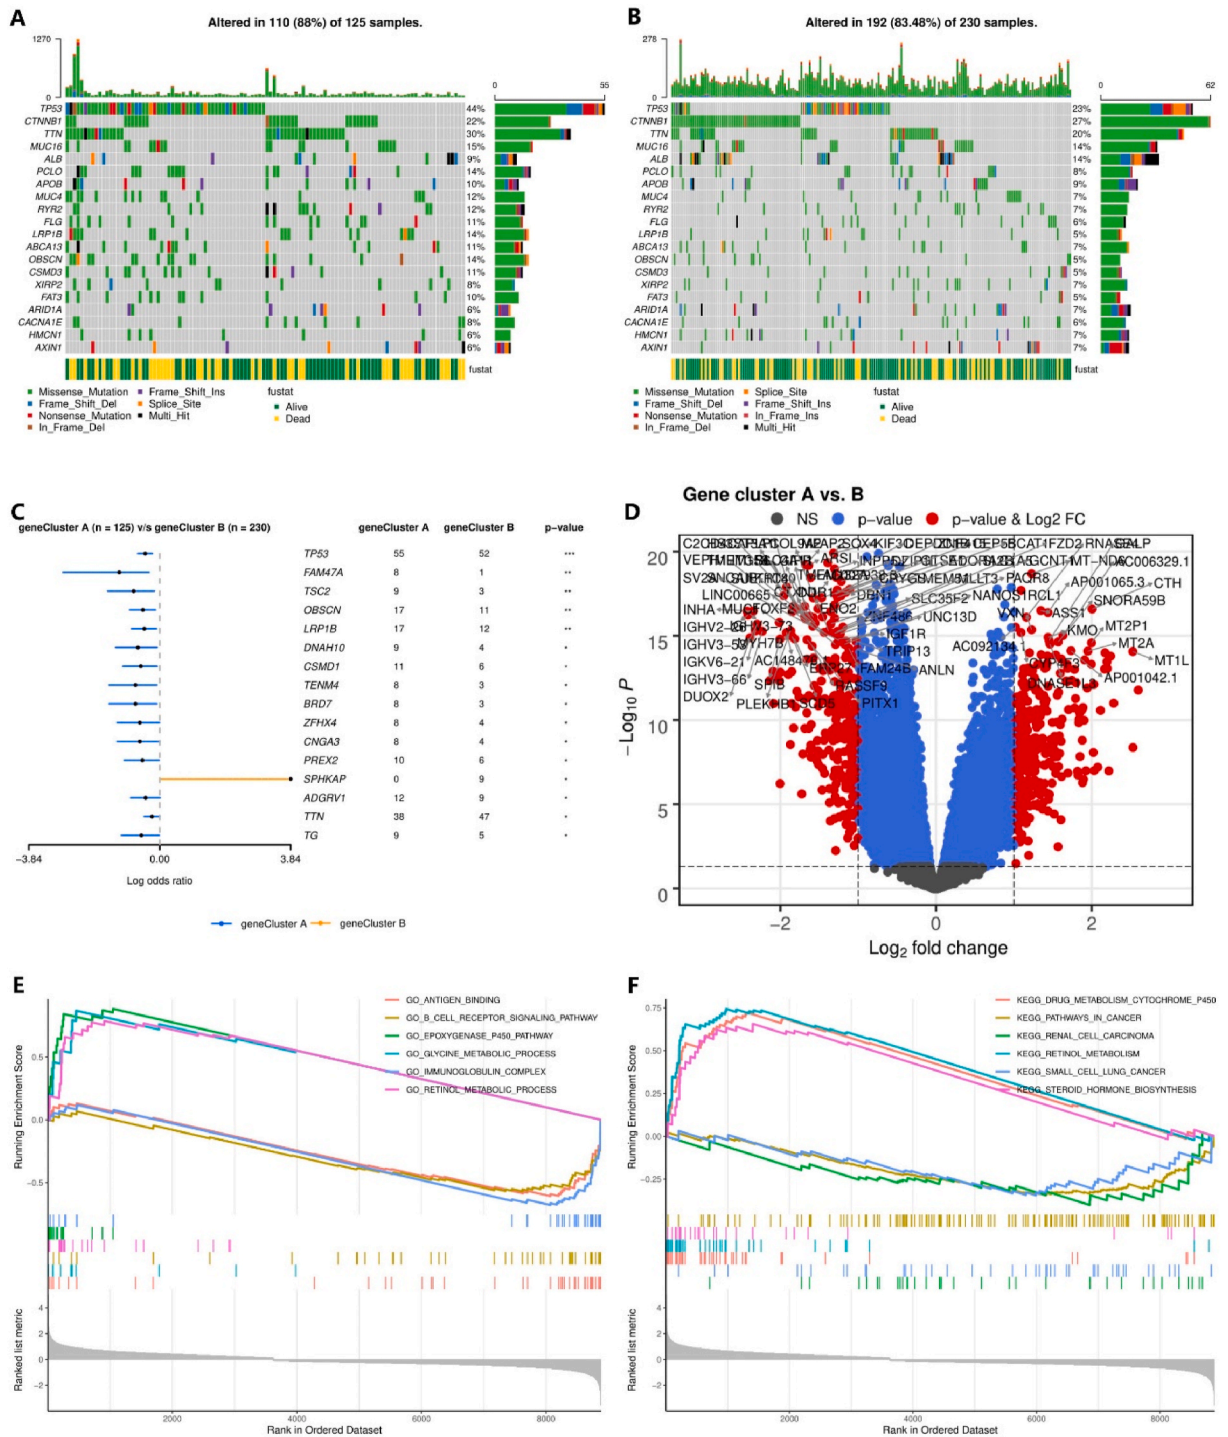 A
Altered in 110 (88%) of 125 samples.
1270
0
0
55
TP53 44%
CTNNB1 22%
TTN 30%
MUC16 15%
ALB 9%
PCLO 14%
APOB 10%
MUC4 12%
RYR2 12%
FLG 11%
LRP1B 14%
ABCA13 11%
OBSCN 14%
CSMD3 11%
XIRP2 8%
FAT3 10%
ARID1A 6%
CACNA1E 8%
HMCN1 6%
AXIN1 6%
fustat
Missense_Mutation
Frame_Shift_Del
Nonsense_Mutation
In_Frame_Del
Frame_Shift_Ins
Splice_Site
Multi_Hit
fustat
Alive
Dead
B
Altered in 192 (83.48%) of 230 samples.
278
0
0
62
TP53 23%
CTNNB1 27%
TTN 20%
MUC16 14%
ALB 14%
PCLO 8%
APOB 9%
MUC4 7%
RYR2 7%
FLG 6%
LRP1B 5%
ABCA13 7%
OBSCN 5%
CSMD3 5%
XIRP2 7%
FAT3 5%
ARID1A 7%
CACNA1E 6%
HMCN1 7%
AXIN1 7%
fustat
Missense_Mutation
Frame_Shift_Del
Nonsense_Mutation
In_Frame_Del
Splice_Site
Frame_Shift_Ins
In_Frame_Ins
Multi_Hit
fustat
Alive
Dead
C
geneCluster A (n = 125) v/s geneCluster B (n = 230)
geneCluster A geneCluster B p-value
TP53 55 52 ***
FAM47A 8 1 **
TSC2 9 2 **
OBSCN 17 11 **
LRP1B 17 12 **
DNAH10 9 4 *
CSMD1 11 6 *
TENM4 8 3 *
BRD7 8 3 *
ZFHX4 8 4 *
CNGA3 8 4 *
PREX2 10 6 *
SPHKAP 0 9 *
ADGRV1 12 9 *
TTN 38 47 *
TG 9 5 *
−3.84 0.00 3.84
Log odds ratio
geneCluster A geneCluster B
D
Gene cluster A vs. B
NS p-value p-value & Log2 FC
AC006329.1
AP001065.3
CTH
SNORA59B
LINC00665
SLC35F2
NANOS1
RCL1
INHA
ENO2
UNC13D
VXN
ASS1
KMO
MT2P1
IGF1R
AC092134.1
MT2A
MYH7B
TRIP13
IGKV6−21
FAM24B
ANLN
CYP4F3
MT1L
IGHV3−66
RASSF9
DNASE1L3
AP001042.1
DUOX2
SPIB
PITX1
20
15
10
5
0
−Log10 P
−2 0 2
Log2 fold change
E
GO_ANTIGEN_BINDING
GO_B_CELL_RECEPTOR_SIGNALING_PATHWAY
GO_EPOXYGENASE_P450_PATHWAY
GO_GLYCINE_METABOLIC_PROCESS
GO_IMMUNOGLOBULIN_COMPLEX
GO_RETINOL_METABOLIC_PROCESS
Running Enrichment Score
0.5
0.0
−0.5
Ranked list metric
4
2
0
−2
2000 4000 6000 8000
Rank in Ordered Dataset
F
KEGG_DRUG_METABOLISM_CYTOCHROME_P450
KEGG_PATHWAYS_IN_CANCER
KEGG_RENAL_CELL_CARCINOMA
KEGG_RETINOL_METABOLISM
KEGG_SMALL_CELL_LUNG_CANCER
KEGG_STEROID_HORMONE_BIOSYNTHESIS
Running Enrichment Score
0.75
0.50
0.25
0.00
−0.25
Ranked list metric
4
2
0
−2
2000 4000 6000 8000
Rank in Ordered Dataset